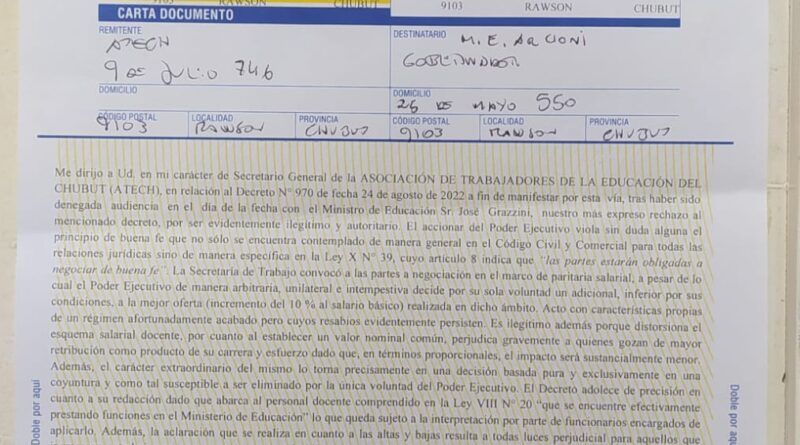 9103 RAWSON CHUBUT
9103 RAWSON CHUBUT
CARTA DOCUMENTO
REMITENTE
ATECH
9 DE JULIO 746
DESTINATARIO
M. E. ARCIONI
GOBERNADOR
DOMICILIO
DOMICILIO
25 DE MAYO 550
CÓDIGO POSTAL LOCALIDAD PROVINCIA CÓDIGO POSTAL LOCALIDAD PROVINCIA
9103 RAWSON CHUBUT 9103 RAWSON CHUBUT
Me dirijo a Ud. en mi carácter de Secretario General de la ASOCIACIÓN DE TRABAJADORES DE LA EDUCACIÓN DEL
CHUBUT (ATECH), en relación al Decreto N° 970 de fecha 24 de agosto de 2022 a fin de manifestar por esta vía, tras haber sido
denegada audiencia en el día de la fecha con el Ministro de Educación Sr. José Grazzini, nuestro más expreso rechazo al
mencionado decreto, por ser evidentemente ilegítimo y autoritario. El accionar del Poder Ejecutivo viola sin duda alguna el
principio de buena fe que no sólo se encuentra contemplado de manera general en el Código Civil y Comercial para todas las
relaciones jurídicas sino de manera específica en la Ley X N° 39, cuyo artículo 8 indica que "las partes estarán obligadas a
negociar de buena fe". La Secretaría de Trabajo convocó a las partes a negociación en el marco de paritaria salarial, a pesar de lo
cual el Poder Ejecutivo de manera arbitraria, unilateral e intempestiva decide por su sola voluntad un adicional, inferior por sus
condiciones, a la mejor oferta (incremento del 10 % al salario básico) realizada en dicho ámbito. Acto con características propias
de un régimen afortunadamente acabado pero cuyos resabios evidentemente persisten. Es ilegítimo además porque distorsiona el
esquema salarial docente, por cuanto al establecer un valor nominal común, perjudica gravemente a quienes gozan de mayor
retribución como producto de su carrera y esfuerzo dado que, en términos proporcionales, el impacto será sustancialmente menor.
Además, el carácter extraordinario del mismo lo torna precisamente en una decisión basada pura y exclusivamente en una
coyuntura y como tal susceptible a ser eliminado por la única voluntad del Poder Ejecutivo. El Decreto adolece de precisión en
cuanto a su redacción dado que abarca al personal docente comprendido en la Ley VIII N° 20 "que se encuentre efectivamente
prestando funciones en el Ministerio de Educación" lo que queda sujeto a la interpretación por parte de funcionarios encargados de
aplicarlo. Además, la aclaración que se realiza en cuanto a las altas y bajas resulta a todas luces perjudicial para aquellos que
Doble por aquí
Doble por aq